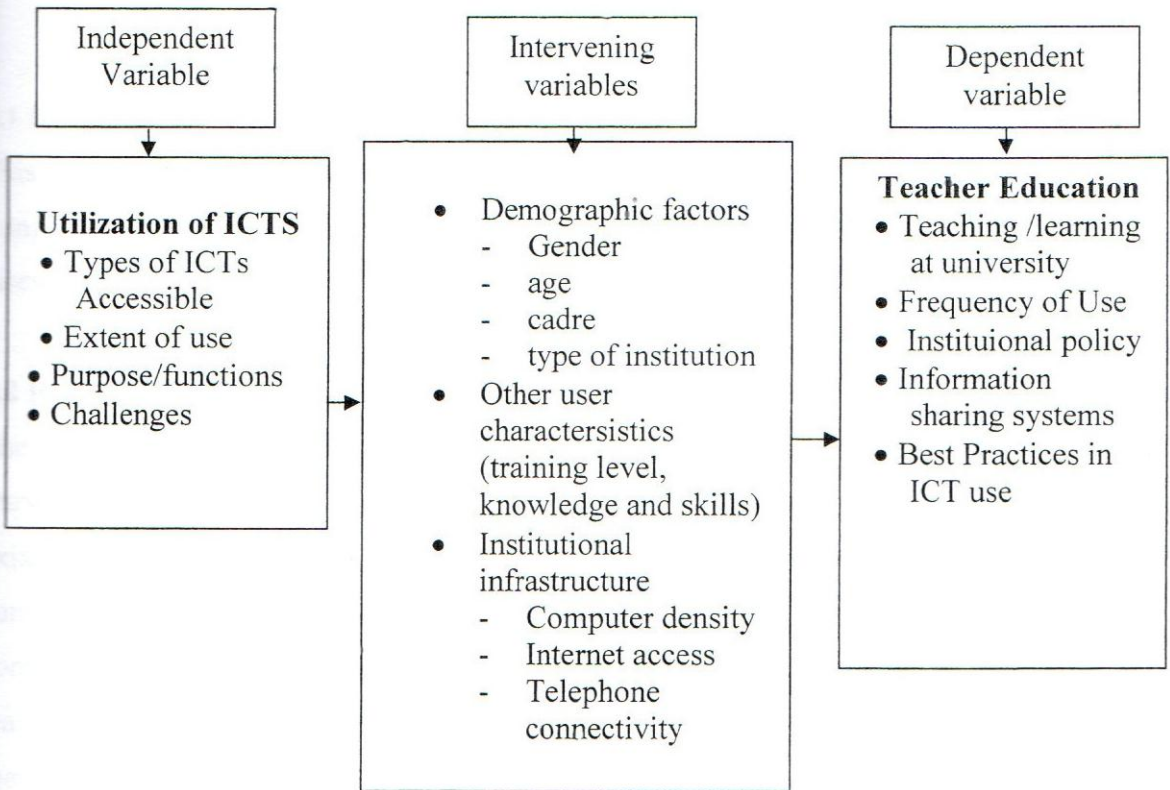 Independent
Variable
Intervening
variables
Dependent
variable
Utilization of ICTS
• Types of ICTs
Accessible
• Extent of use
• Purpose/functions
• Challenges
• Demographic factors
- Gender
- age
- cadre
- type of institution
• Other user
charactersistics
(training level,
knowledge and skills)
• Institutional
infrastructure
- Computer density
- Internet access
- Telephone
connectivity
Teacher Education
• Teaching /learning
at university
• Frequency of Use
• Instituional policy
• Information
sharing systems
• Best Practices in
ICT use